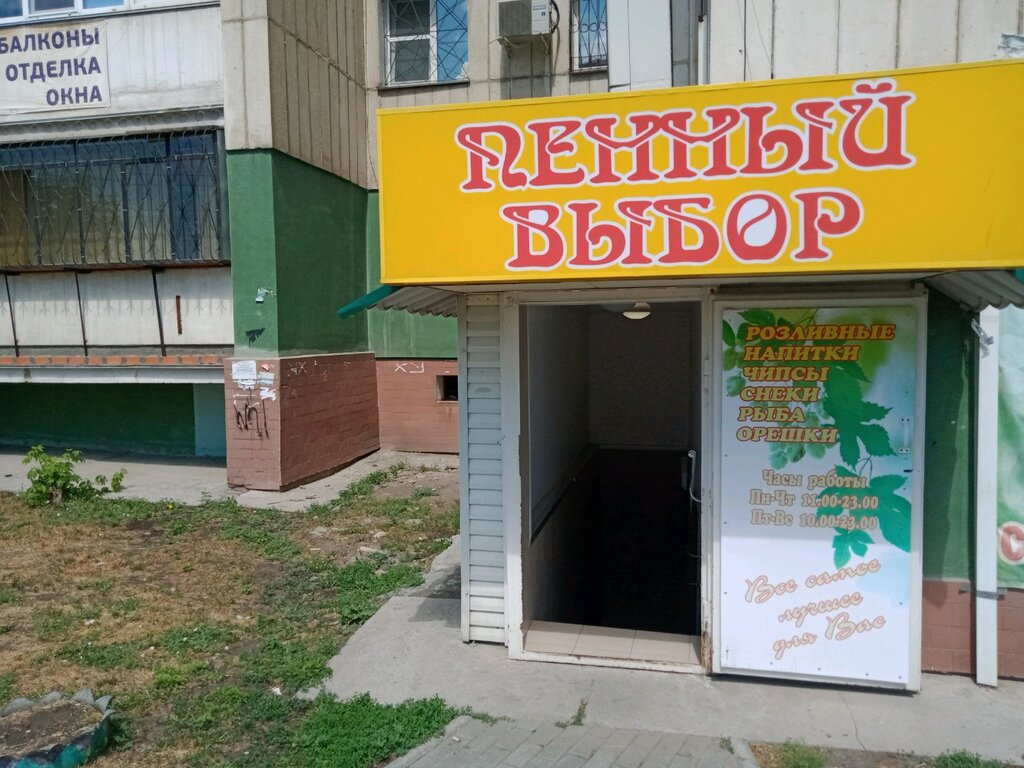 БАЛКОНЫ
ОТДЕЛКА
ОКНА
ПЕННЫЙ
ВЫБОР
РОЗЛИВНЫЕ
НАПИТКИ
ЧИПСЫ
СНЕКИ
РЫБА
ОРЕШКИ
Часы работы
Пн-Чт 11.00-23.00
Пт-Вс 10.00-23.00
Все самое
лучшее
для Вас
С